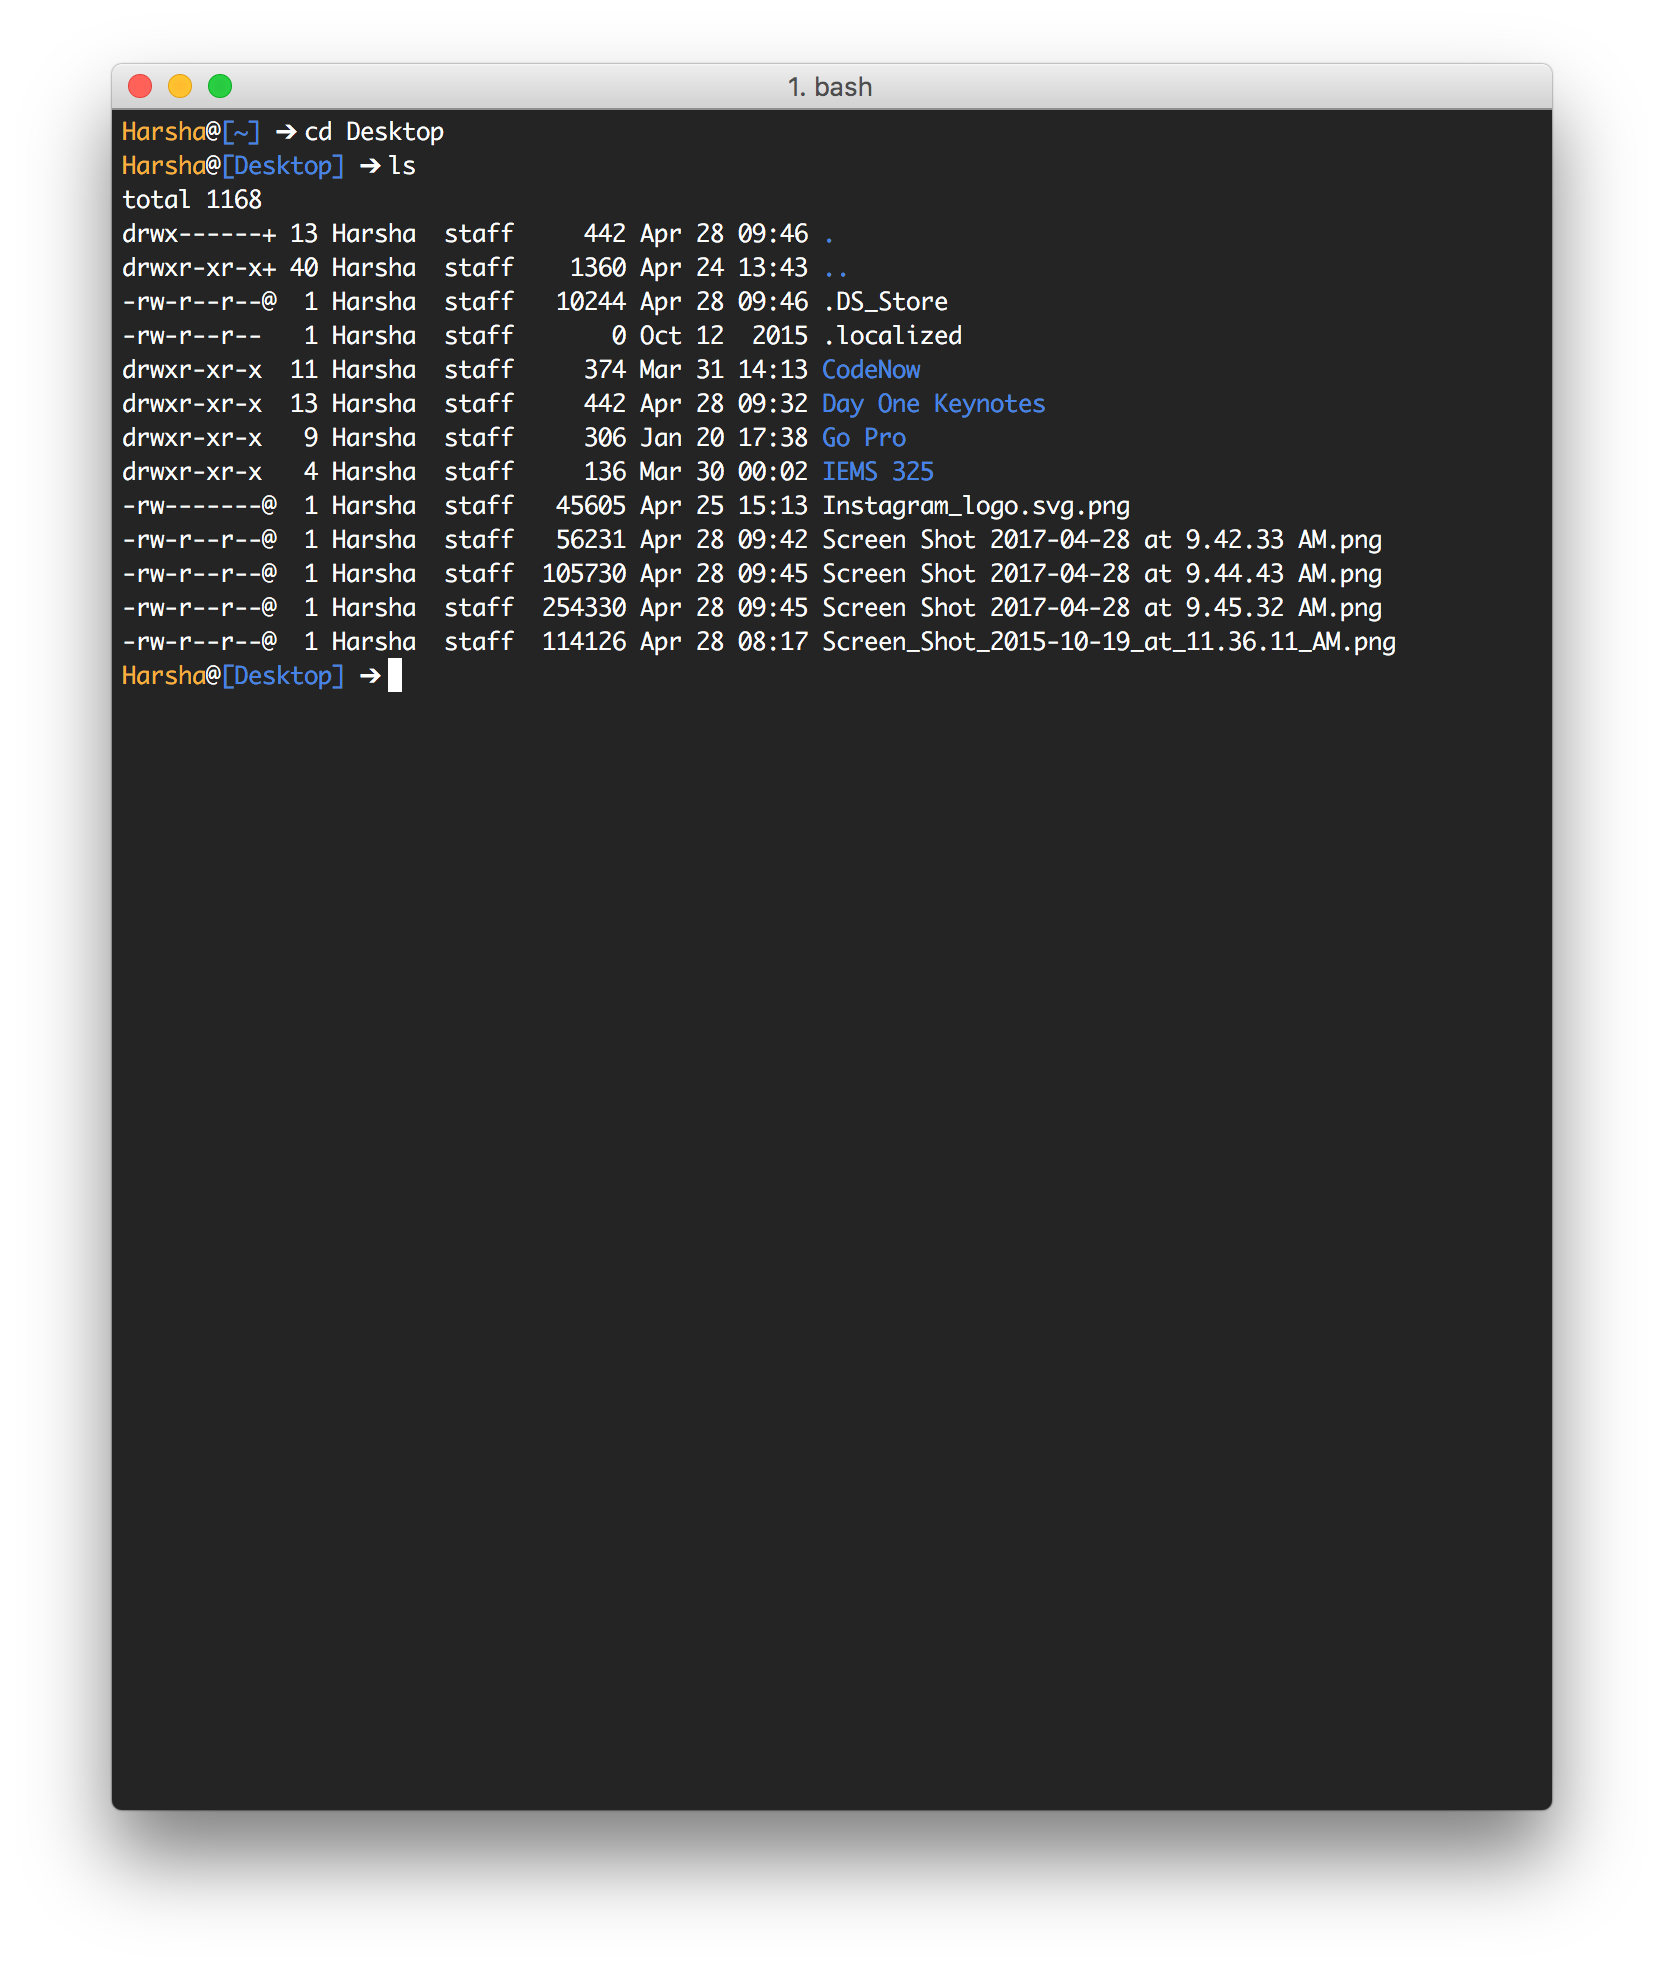 1. bash
Harsha@[~] ➔ cd Desktop
Harsha@[Desktop] ➔ ls
total 1168
drwx------+ 13 Harsha  staff     442 Apr 28 09:46 .
drwxr-xr-x+ 40 Harsha  staff    1360 Apr 24 13:43 ..
-rw-r--r--@  1 Harsha  staff   10244 Apr 28 09:46 .DS_Store
-rw-r--r--   1 Harsha  staff       0 Oct 12  2015 .localized
drwxr-xr-x  11 Harsha  staff     374 Mar 31 14:13 CodeNow
drwxr-xr-x  13 Harsha  staff     442 Apr 28 09:32 Day One Keynotes
drwxr-xr-x   9 Harsha  staff     306 Jan 20 17:38 Go Pro
drwxr-xr-x   4 Harsha  staff     136 Mar 30 00:02 IEMS 325
-rw-------@  1 Harsha  staff   45605 Apr 25 15:13 Instagram_logo.svg.png
-rw-r--r--@  1 Harsha  staff   56231 Apr 28 09:42 Screen Shot 2017-04-28 at 9.42.33 AM.png
-rw-r--r--@  1 Harsha  staff  105730 Apr 28 09:45 Screen Shot 2017-04-28 at 9.44.43 AM.png
-rw-r--r--@  1 Harsha  staff  254330 Apr 28 09:45 Screen Shot 2017-04-28 at 9.45.32 AM.png
-rw-r--r--@  1 Harsha  staff  114126 Apr 28 08:17 Screen_Shot_2015-10-19_at_11.36.11_AM.png
Harsha@[Desktop] ➔